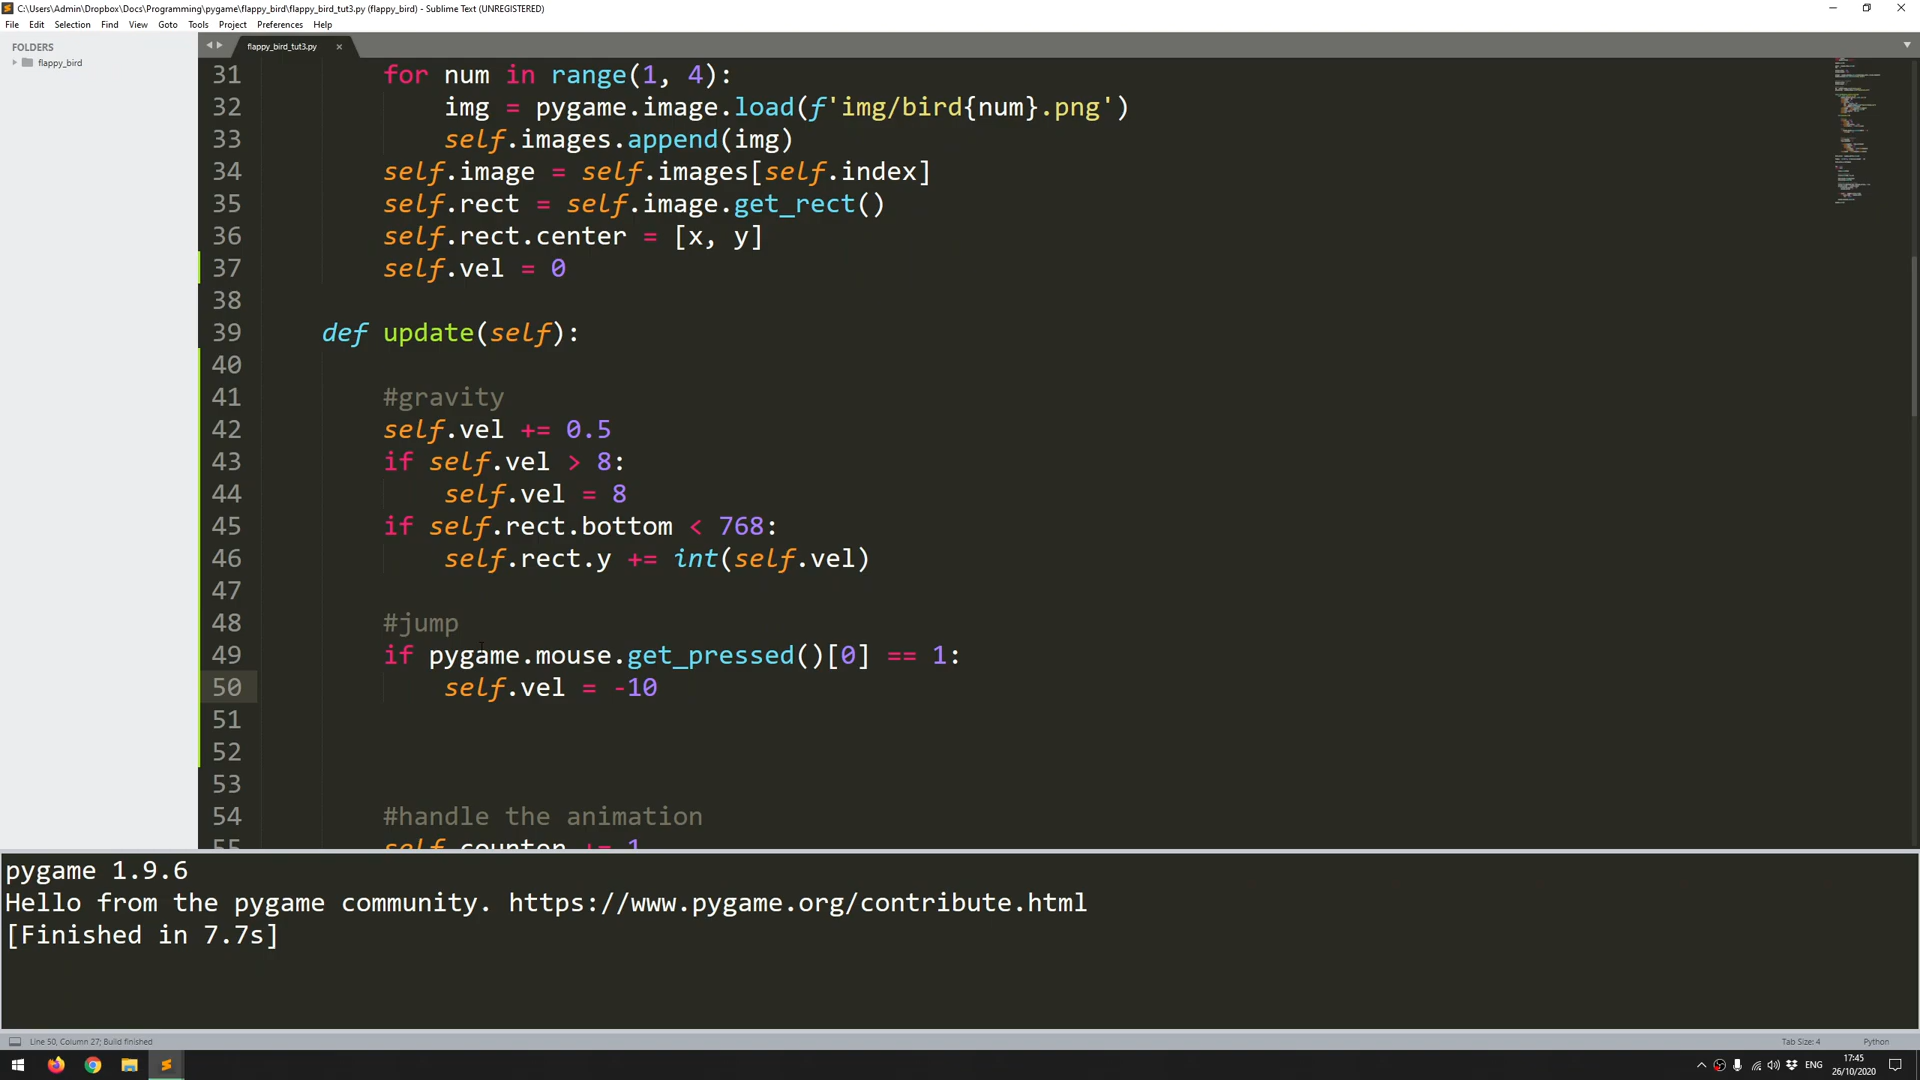 C:\Users\Admin\Dropbox\Docs\Programming\pygame\flappy_bird\flappy_bird_tut3.py (flappy_bird) - Sublime Text (UNREGISTERED)
File Edit Selection Find View Goto Tools Project Preferences Help
FOLDERS
flappy_bird
flappy_bird_tut3.py
31 for num in range(1, 4):
32 img = pygame.image.load(f'img/bird{num}.png')
33 self.images.append(img)
34 self.image = self.images[self.index]
35 self.rect = self.image.get_rect()
36 self.rect.center = [x, y]
37 self.vel = 0
38
39 def update(self):
40
41 #gravity
42 self.vel += 0.5
43 if self.vel > 8:
44 self.vel = 8
45 if self.rect.bottom < 768:
46 self.rect.y += int(self.vel)
47
48 #jump
49 if pygame.mouse.get_pressed()[0] == 1:
50 self.vel = -10
51
52
53
54 #handle the animation
55 self.counter += 1
pygame 1.9.6
Hello from the pygame community. https://www.pygame.org/contribute.html
[Finished in 7.7s]
Line 50, Column 27; Build finished
Tab Size: 4 Python
ENG
17:45
26/10/2020